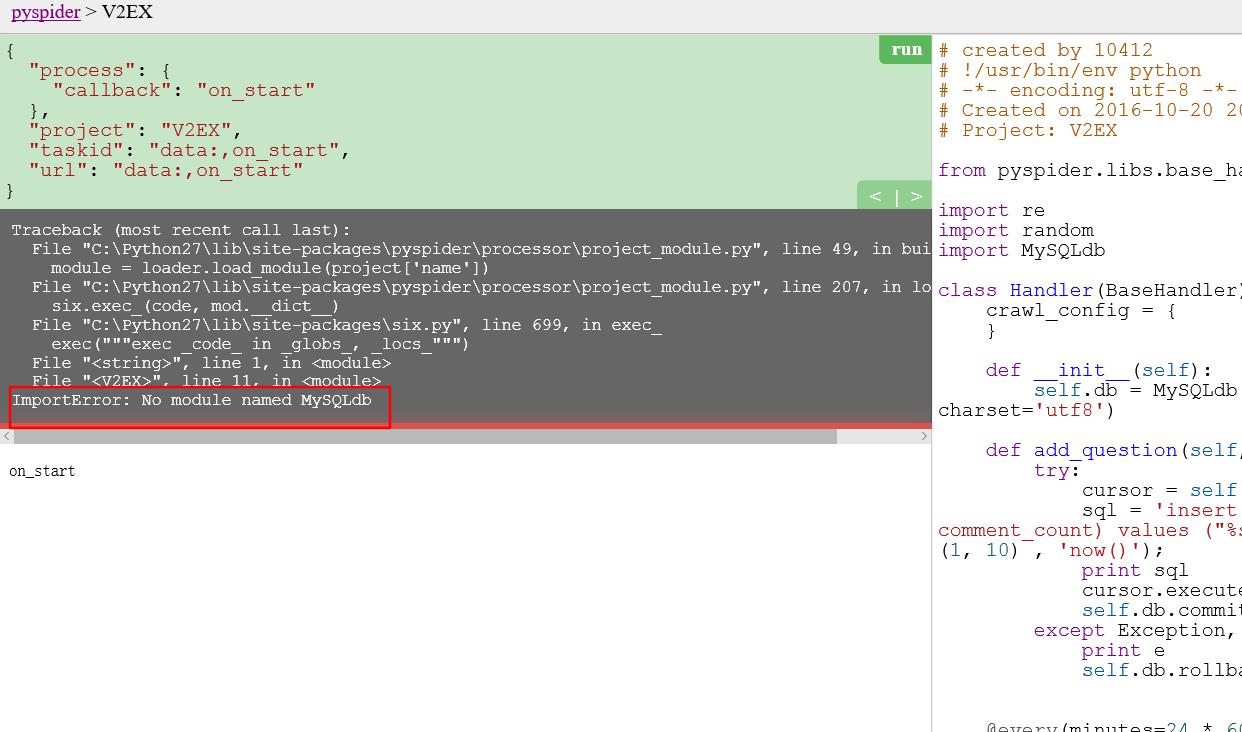 pyspider > V2EX
{
"process": {
"callback": "on_start"
},
"project": "V2EX",
"taskid": "data:,on_start",
"url": "data:,on_start"
}
run
< | >
Traceback (most recent call last):
File "C:\Python27\lib\site-packages\pyspider\processor\project_module.py", line 49, in bui
module = loader.load_module(project['name'])
File "C:\Python27\lib\site-packages\pyspider\processor\project_module.py", line 207, in lo
six.exec_(code, mod.__dict__)
File "C:\Python27\lib\site-packages\six.py", line 699, in exec_
exec("""exec _code_ in _globs_, _locs_""")
File "<string>", line 1, in <module>
File "<V2EX>", line 11, in <module>
ImportError: No module named MySQLdb
on_start
# created by 10412
# !/usr/bin/env python
# -*- encoding: utf-8 -*-
# Created on 2016-10-20 20
# Project: V2EX
from pyspider.libs.base_ha
import re
import random
import MySQLdb
class Handler(BaseHandler)
crawl_config = {
}
def __init__(self):
self.db = MySQLdb
charset='utf8')
def add_question(self,
try:
cursor = self
sql = 'insert
comment_count) values ("%s
(1, 10) , 'now()');
print sql
cursor.execute
self.db.commit
except Exception,
print e
self.db.rollba
@every(minutes=24 * 60